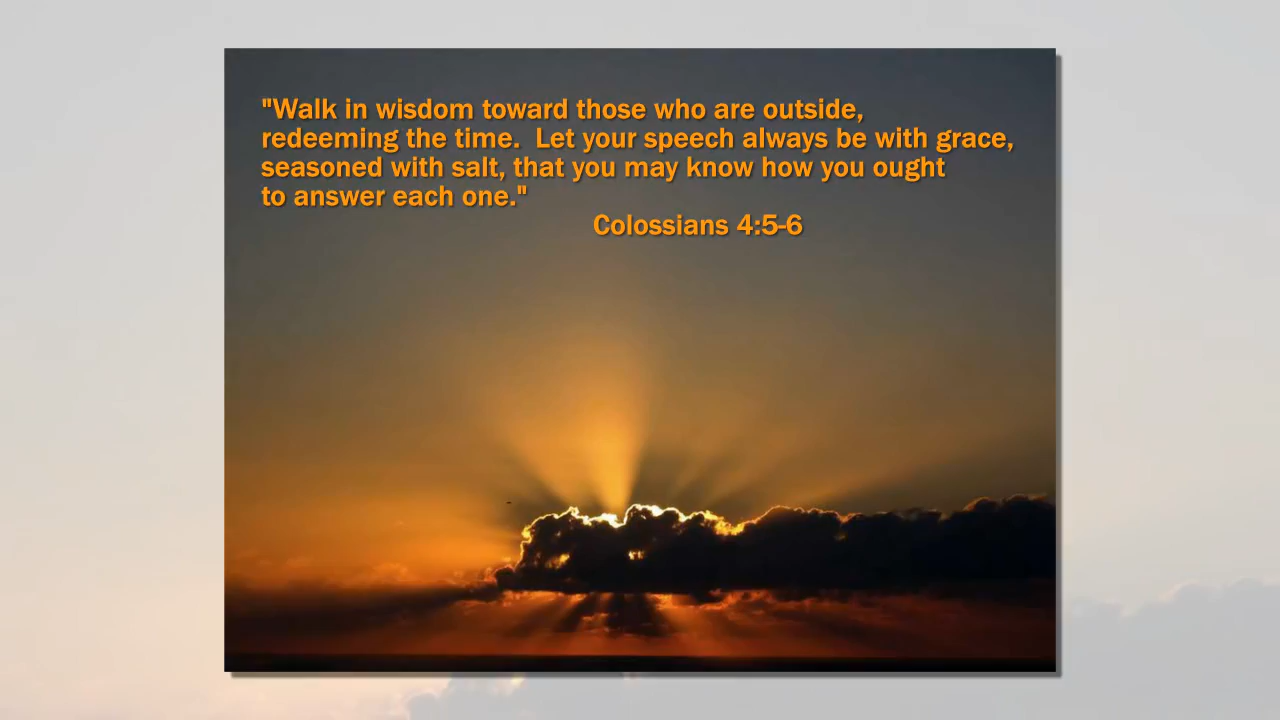 "Walk in wisdom toward those who are outside,
redeeming the time.  Let your speech always be with grace,
seasoned with salt, that you may know how you ought
to answer each one."
Colossians 4:5-6